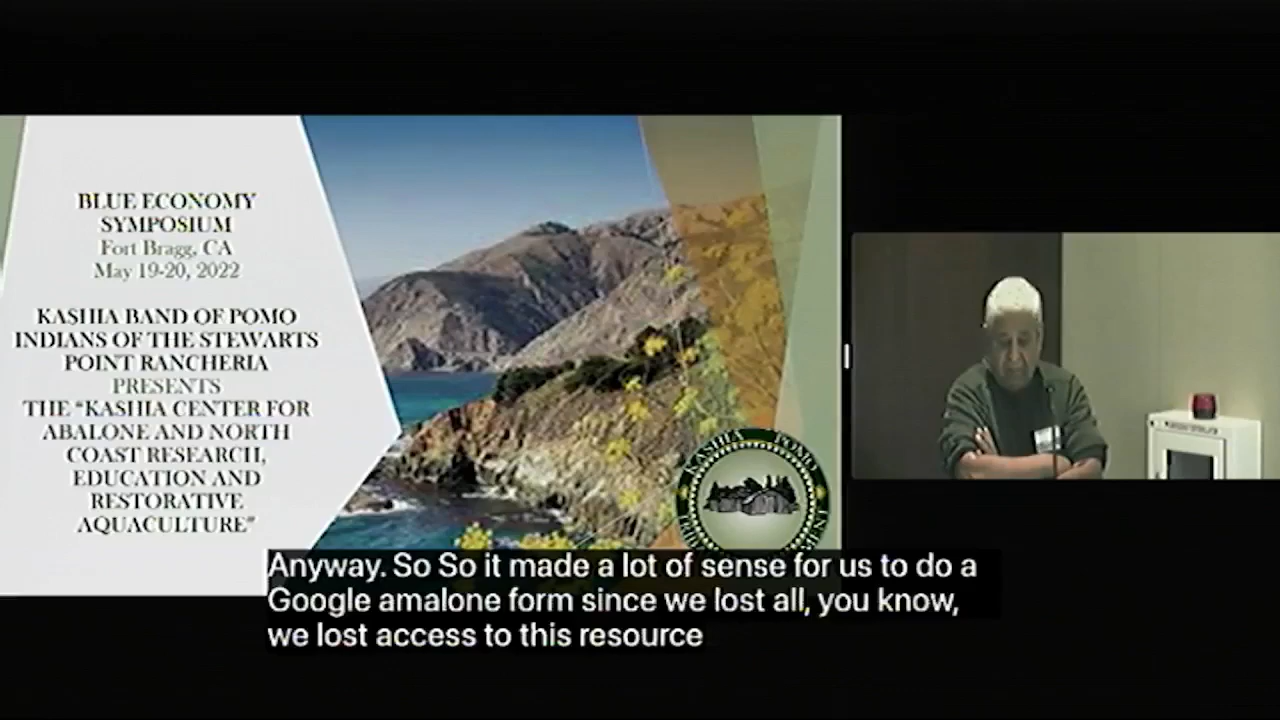 BLUE ECONOMY
SYMPOSIUM
Fort Bragg, CA
May 19-20, 2022
KASHIA BAND OF POMO
INDIANS OF THE STEWARTS
POINT RANCHERIA
PRESENTS
THE “KASHIA CENTER FOR
ABALONE AND NORTH
COAST RESEARCH,
EDUCATION AND
RESTORATIVE
AQUACULTURE”
KASHIA POMO
Anyway. So So it made a lot of sense for us to do a
Google amalone form since we lost all, you know,
we lost access to this resource